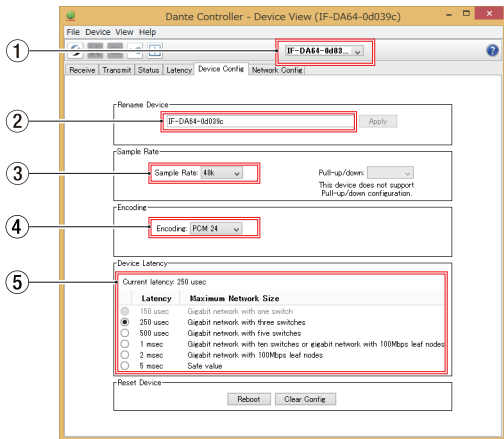 Dante Controller - Device View (IF-DA64-0d039c)
File Device View Help
1
IF-DA64-0d03...
?
Receive Transmit Status Latency Device Config Network Config
Rename Device
2
IF-DA64-0d039c
Apply
Sample Rate
3
Sample Rate: 48k
Pull-up/down:
This device does not support
Pull-up/down configuration.
Encoding
4
Encoding: PCM 24
Device Latency
5
Current latency: 250 usec
Latency Maximum Network Size
150 usec Gigabit network with one switch
250 usec Gigabit network with three switches
500 usec Gigabit network with five switches
1 msec Gigabit network with ten switches or gigabit network with 100Mbps leaf nodes
2 msec Gigabit network with 100Mbps leaf nodes
5 msec Safe value
Reset Device
Reboot Clear Config